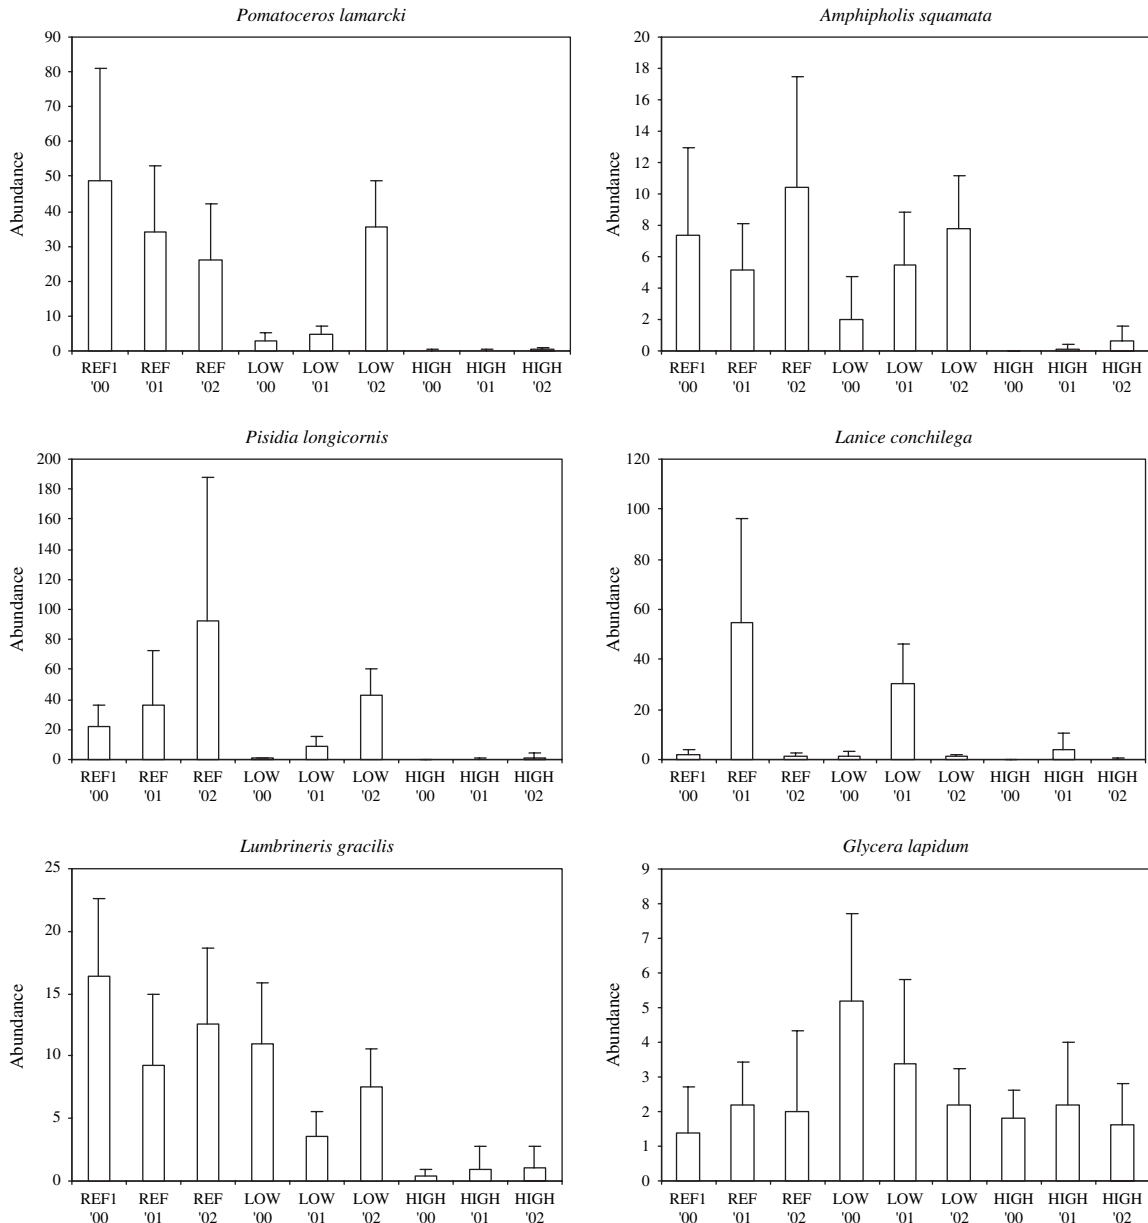 Pomatoceros lamarcki
Abundance
90
80
70
60
50
40
30
20
10
0
REF1 REF REF LOW LOW LOW HIGH HIGH HIGH
'00 '01 '02 '00 '01 '02 '00 '01 '02
Amphipholis squamata
Abundance
20
18
16
14
12
10
8
6
4
2
0
REF1 REF REF LOW LOW LOW HIGH HIGH HIGH
'00 '01 '02 '00 '01 '02 '00 '01 '02
Pisidia longicornis
Abundance
200
180
160
140
120
100
80
60
40
20
0
REF1 REF REF LOW LOW LOW HIGH HIGH HIGH
'00 '01 '02 '00 '01 '02 '00 '01 '02
Lanice conchilega
Abundance
120
100
80
60
40
20
0
REF1 REF REF LOW LOW LOW HIGH HIGH HIGH
'00 '01 '02 '00 '01 '02 '00 '01 '02
Lumbrineris gracilis
Abundance
25
20
15
10
5
0
REF1 REF REF LOW LOW LOW HIGH HIGH HIGH
'00 '01 '02 '00 '01 '02 '00 '01 '02
Glycera lapidum
Abundance
9
8
7
6
5
4
3
2
1
0
REF1 REF REF LOW LOW LOW HIGH HIGH HIGH
'00 '01 '02 '00 '01 '02 '00 '01 '02